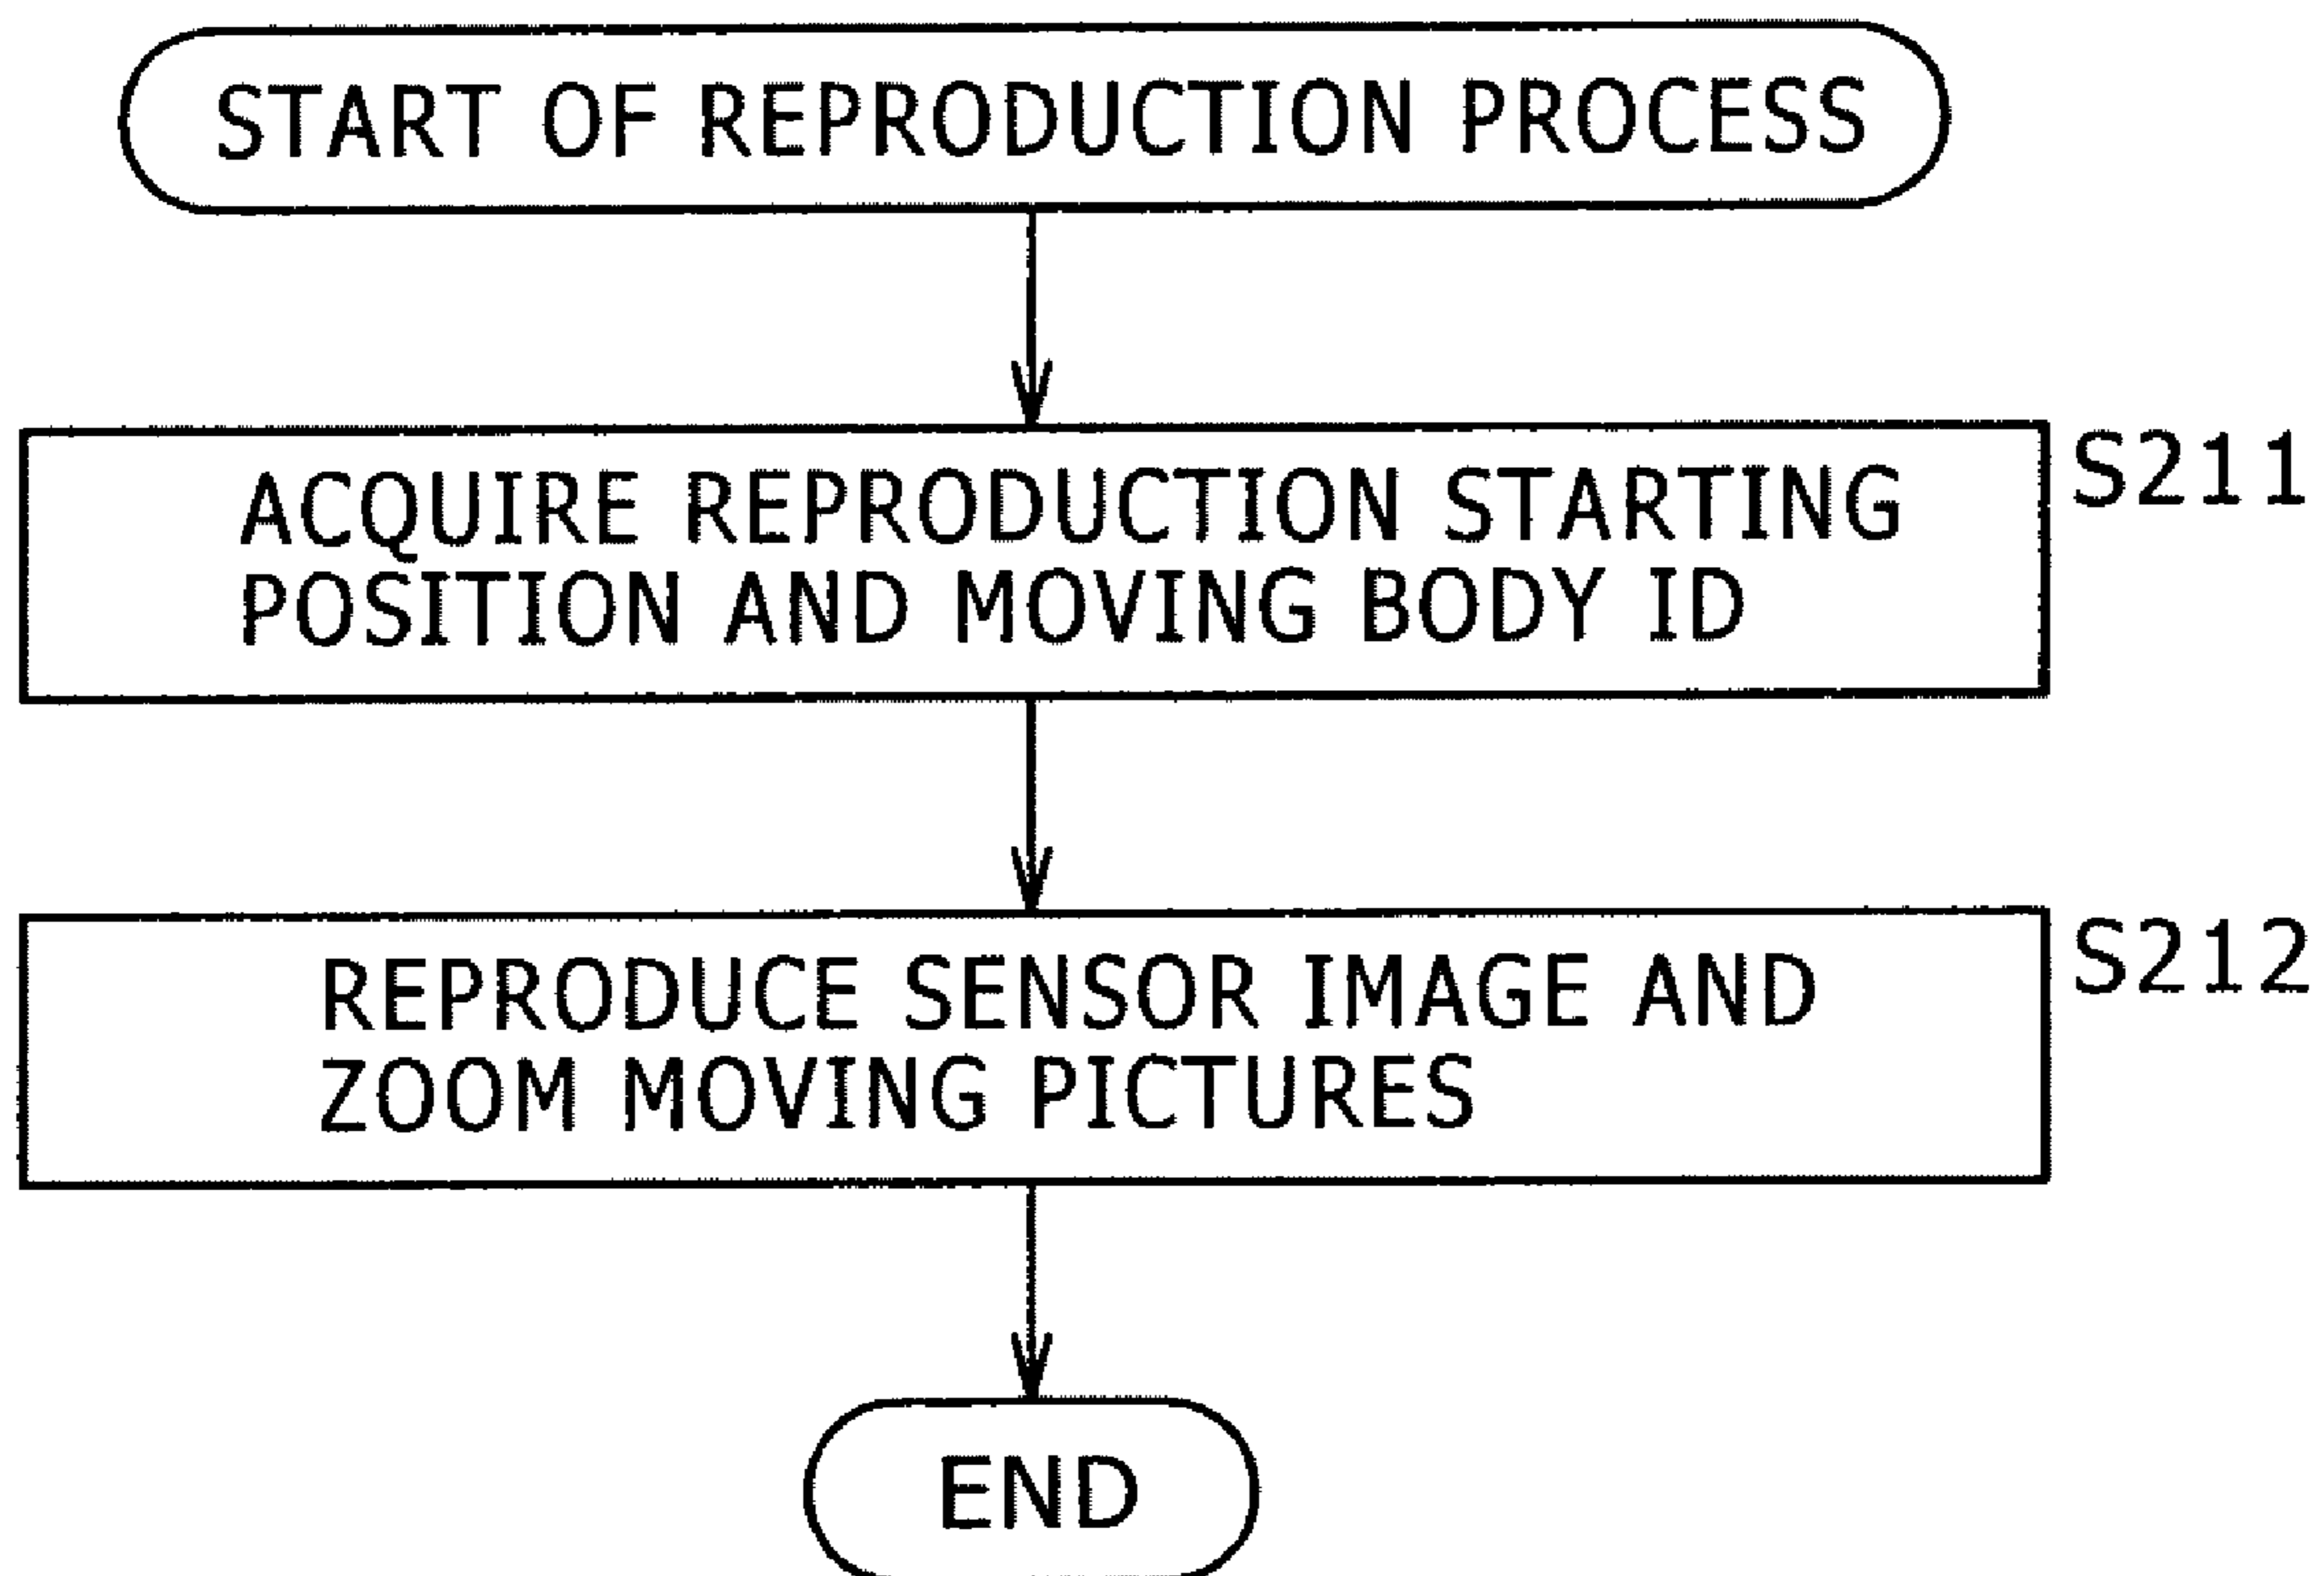 START OF REPRODUCTION PROCESS
ACQUIRE REPRODUCTION STARTING
POSITION AND MOVING BODY ID
S211
REPRODUCE SENSOR IMAGE AND
ZOOM MOVING PICTURES
S212
END